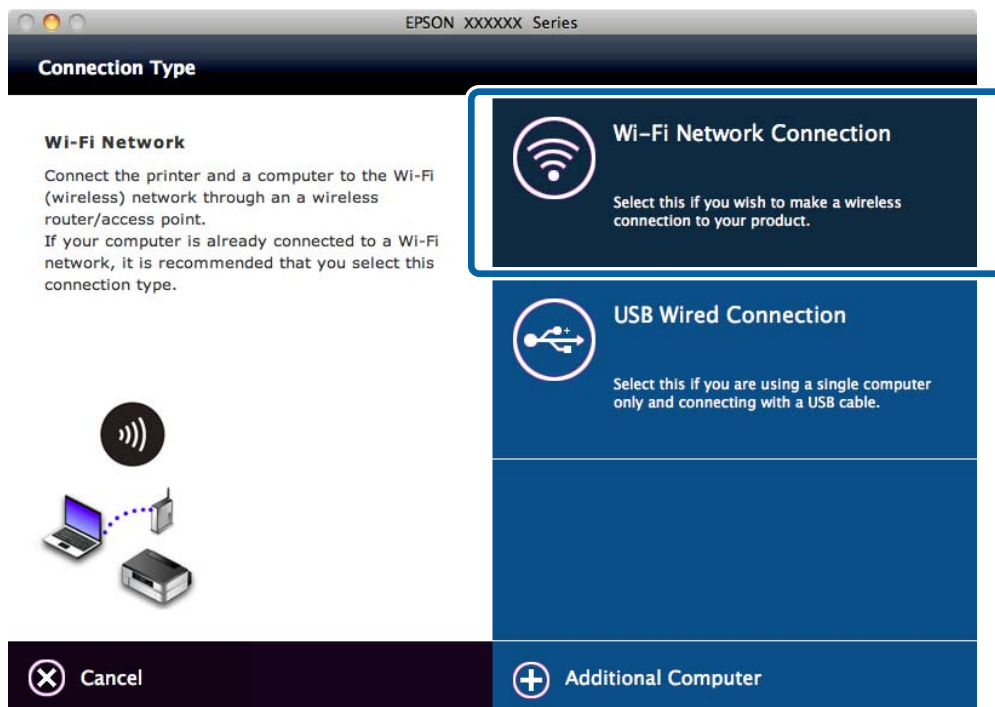 EPSON XXXXXX Series
Connection Type
Wi-Fi Network
Connect the printer and a computer to the Wi-Fi
(wireless) network through an a wireless
router/access point.
If your computer is already connected to a Wi-Fi
network, it is recommended that you select this
connection type.
Wi-Fi Network Connection
Select this if you wish to make a wireless
connection to your product.
USB Wired Connection
Select this if you are using a single computer
only and connecting with a USB cable.
Cancel
Additional Computer